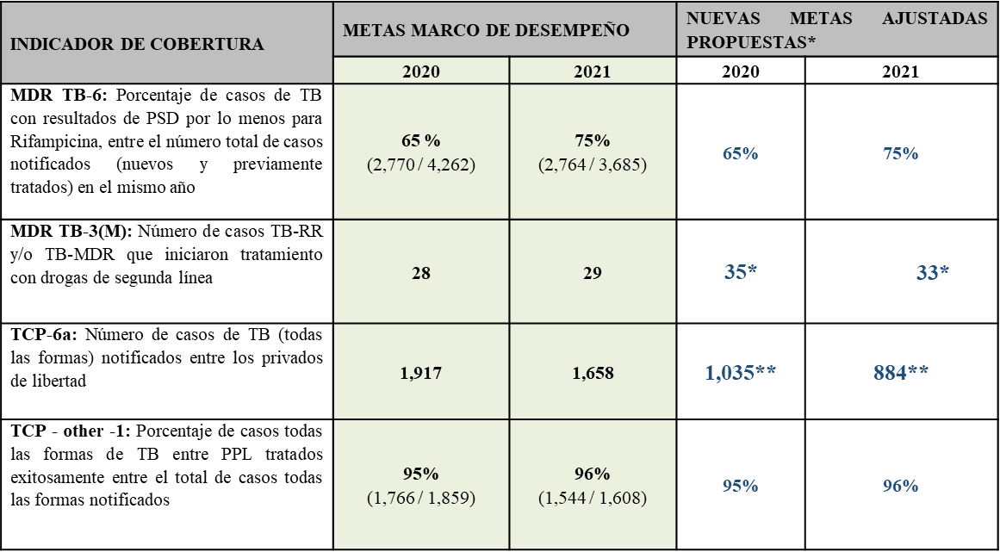 INDICADOR DE COBERTURA
METAS MARCO DE DESEMPEÑO
NUEVAS METAS AJUSTADAS
PROPUESTAS*
2020
2021
2020
2021
MDR TB-6: Porcentaje de casos de TB
con resultados de PSD por lo menos para
Rifampicina, entre el número total de casos
notificados (nuevos y previamente
tratados) en el mismo año
65 %
(2,770 / 4,262)
75%
(2,764 / 3,685)
65%
75%
MDR TB-3(M): Número de casos TB-RR
y/o TB-MDR que iniciaron tratamiento
con drogas de segunda línea
28
29
35*
33*
TCP-6a: Número de casos de TB (todas
las formas) notificados entre los privados
de libertad
1,917
1,658
1,035**
884**
TCP - other -1: Porcentaje de casos todas
las formas de TB entre PPL tratados
exitosamente entre el total de casos todas
las formas notificados
95%
(1,766 / 1,859)
96%
(1,544 / 1,608)
95%
96%